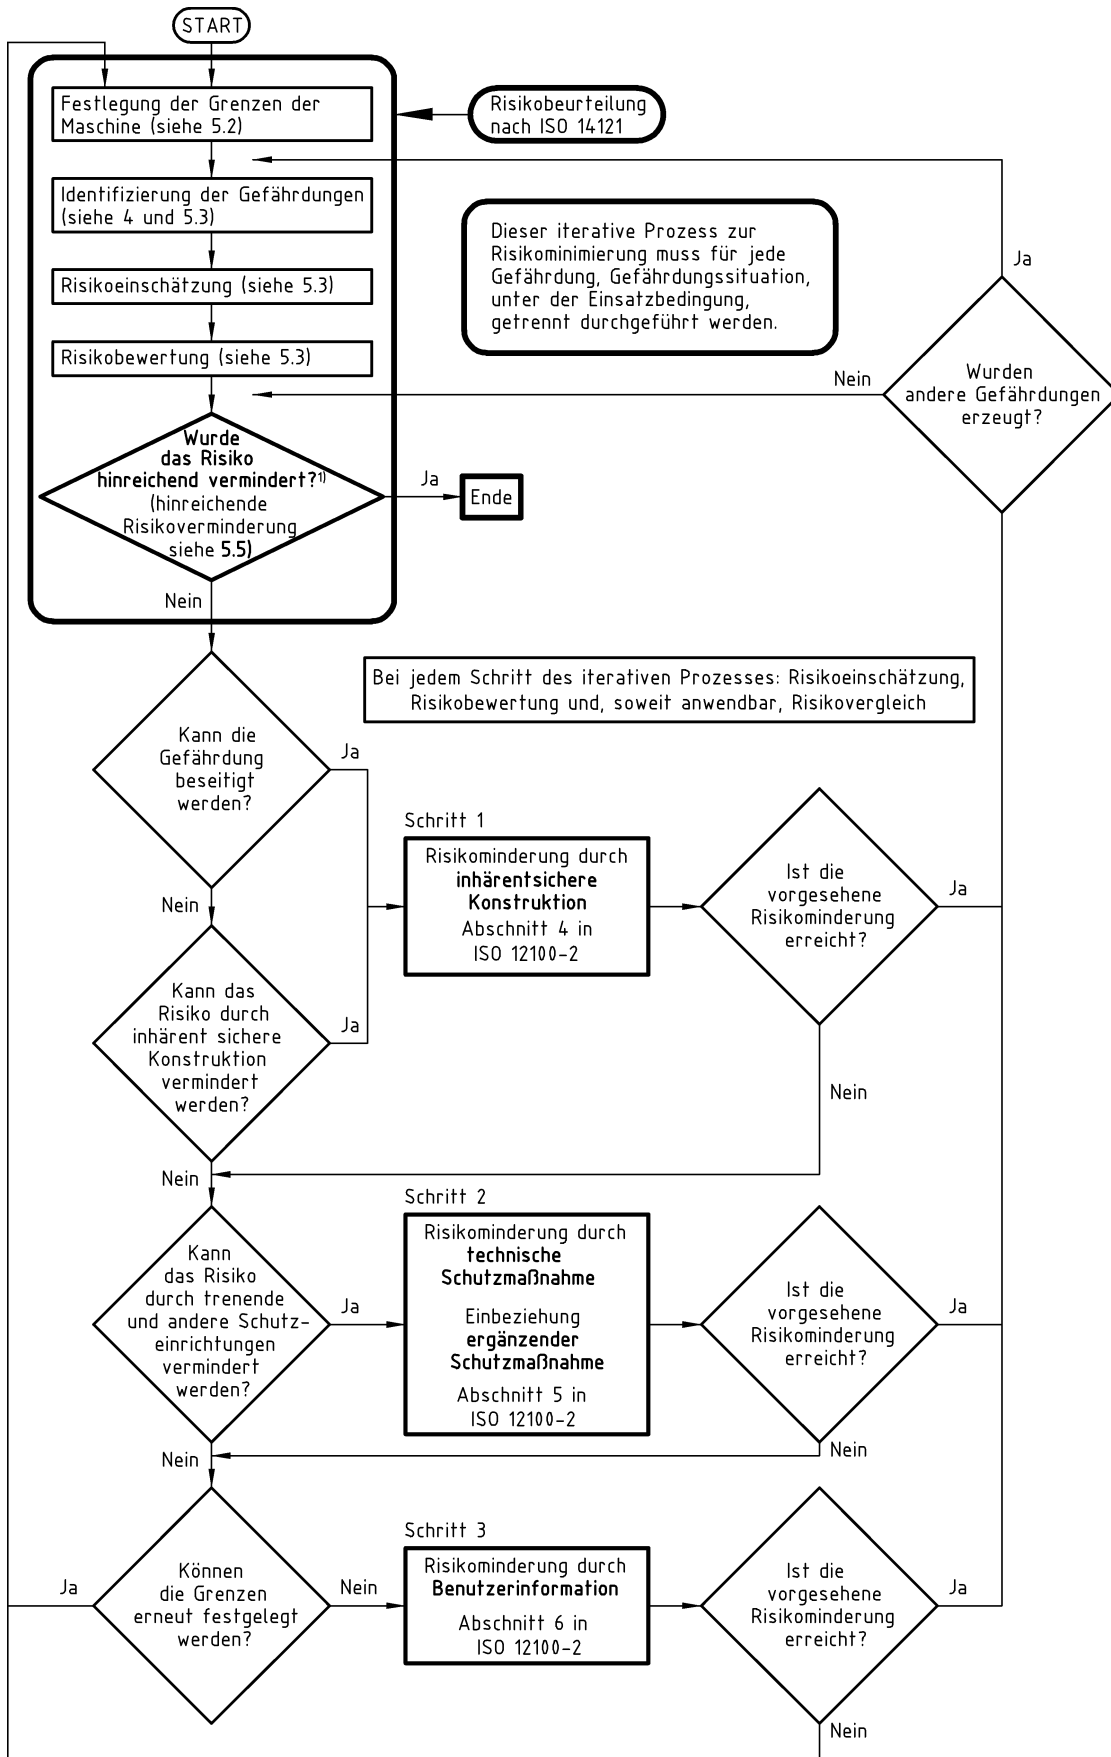 START
Festlegung der Grenzen der
Maschine (siehe 5.2)
Risikobeurteilung
nach ISO 14121
Identifizierung der Gefährdungen
(siehe 4 und 5.3)
Dieser iterative Prozess zur
Risikominimierung muss für jede
Gefährdung, Gefährdungssituation,
unter der Einsatzbedingung,
getrennt durchgeführt werden.
Ja
Risikoeinschätzung (siehe 5.3)
Risikobewertung (siehe 5.3)
Nein
Wurden
andere Gefährdungen
erzeugt?
Wurde
das Risiko
hinreichend vermindert?1)
(hinreichende
Risikoverminderung
siehe 5.5)
Ja
Ende
Nein
Bei jedem Schritt des iterativen Prozesses: Risikoeinschätzung,
Risikobewertung und, soweit anwendbar, Risikovergleich
Kann die
Gefährdung
beseitigt
werden?
Ja
Schritt 1
Risikominderung durch
inhärentsichere
Konstruktion
Abschnitt 4 in
ISO 12100-2
Ist die
vorgesehene
Risikominderung
erreicht?
Ja
Nein
Kann das
Risiko durch
inhärent sichere
Konstruktion
vermindert
werden?
Ja
Nein
Nein
Schritt 2
Kann
das Risiko
durch trenende
und andere Schutz-
einrichtungen
vermindert
werden?
Ja
Risikominderung durch
technische
Schutzmaßnahme
Einbeziehung
ergänzender
Schutzmaßnahme
Abschnitt 5 in
ISO 12100-2
Ist die
vorgesehene
Risikominderung
erreicht?
Ja
Nein
Nein
Schritt 3
Ja
Können
die Grenzen
erneut festgelegt
werden?
Nein
Risikominderung durch
Benutzerinformation
Abschnitt 6 in
ISO 12100-2
Ist die
vorgesehene
Risikominderung
erreicht?
Ja
Nein